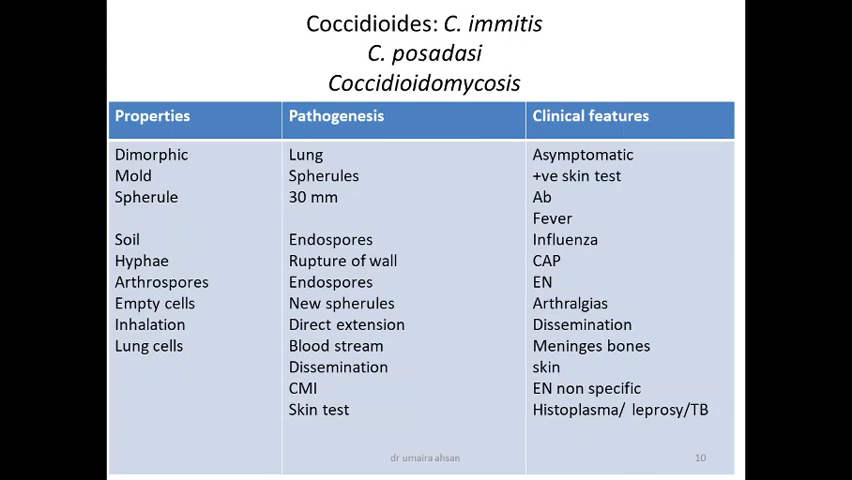 Coccidioides: C. immitis
C. posadasi
Coccidioidomycosis
Properties
Dimorphic
Mold
Spherule
Soil
Hyphae
Arthrospores
Empty cells
Inhalation
Lung cells
Pathogenesis
Lung
Spherules
30 mm
Endospores
Rupture of wall
Endospores
New spherules
Direct extension
Blood stream
Dissemination
CMI
Skin test
Clinical features
Asymptomatic
+ve skin test
Ab
Fever
Influenza
CAP
EN
Arthralgias
Dissemination
Meninges bones
skin
EN non specific
Histoplasma/ leprosy/TB
dr umaira ahsan
10